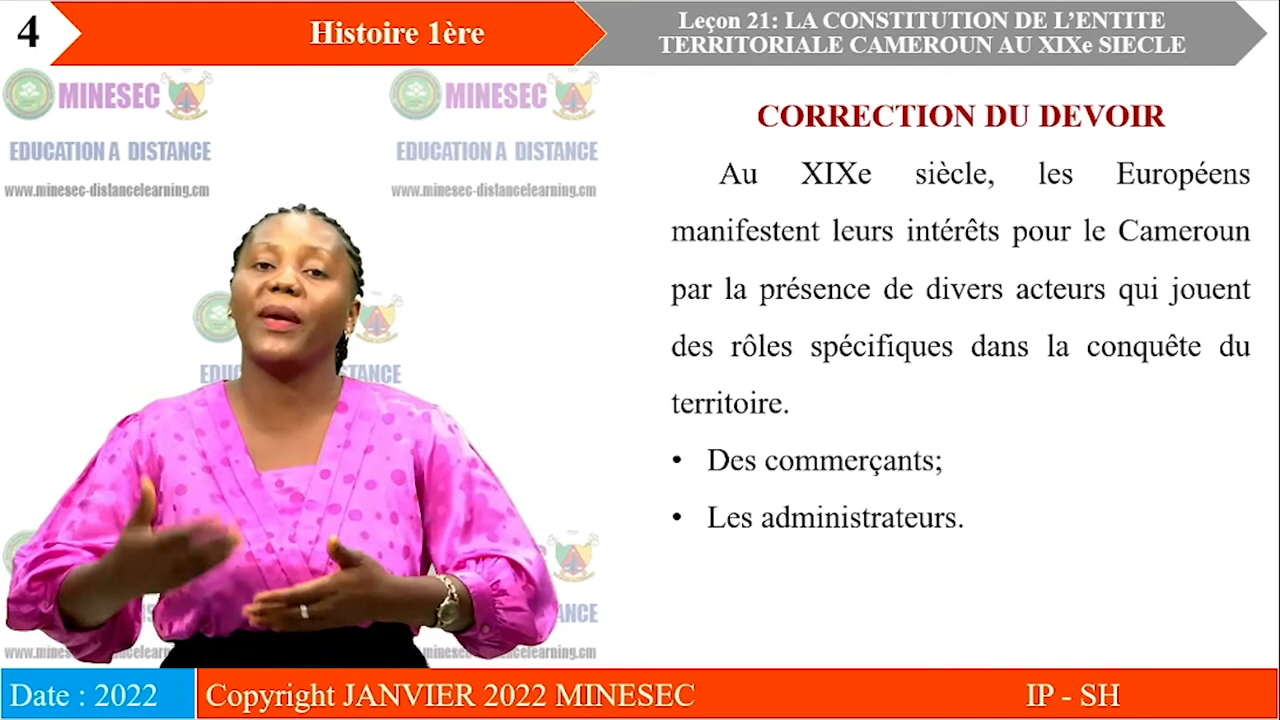 4
Histoire 1ère
Leçon 21: LA CONSTITUTION DE L’ENTITE
TERRITORIALE CAMEROUN AU XIXe SIECLE
MINESEC
EDUCATION A DISTANCE
www.minesec-distancelearning.cm
MINESEC
EDUCATION A DISTANCE
www.minesec-distancelearning.cm
CORRECTION DU DEVOIR
Au XIXe siècle, les Européens
manifestent leurs intérêts pour le Cameroun
par la présence de divers acteurs qui jouent
des rôles spécifiques dans la conquête du
territoire.
• Des commerçants;
• Les administrateurs.
Date : 2022
Copyright JANVIER 2022 MINESEC
IP - SH